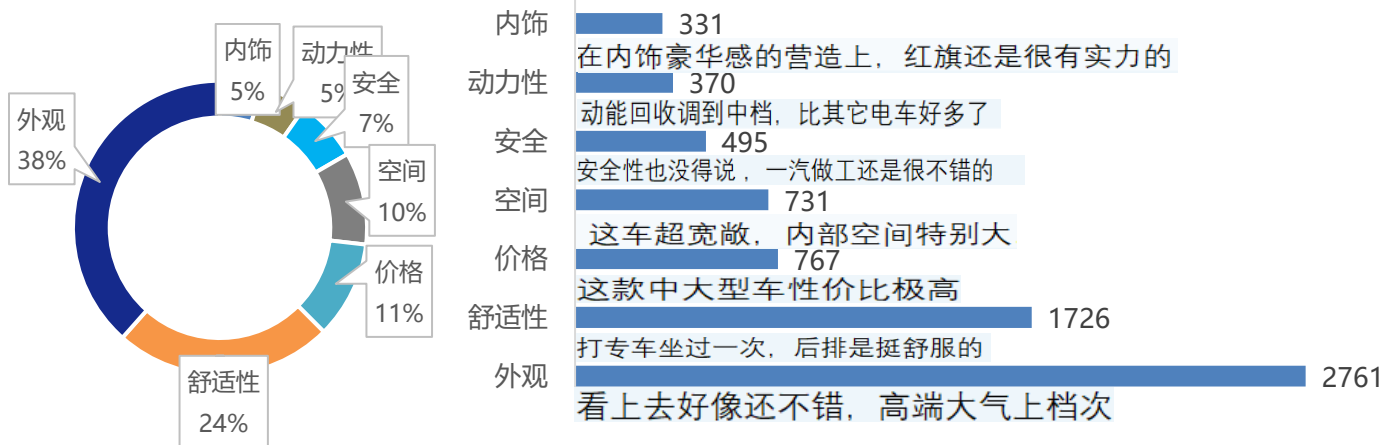 内饰
5%
动力性
5%
安全
7%
外观
38%
空间
10%
价格
11%
舒适性
24%
内饰
331
在内饰豪华感的营造上，红旗还是很有实力的
动力性
370
动能回收调到中档，比其它电车好多了
安全
495
安全性也没得说，一汽做工还是很不错的
空间
731
这车超宽敞，内部空间特别大
价格
767
这款中大型车性价比极高
舒适性
1726
打专车坐过一次，后排是挺舒服的
外观
2761
看上去好像还不错，高端大气上档次